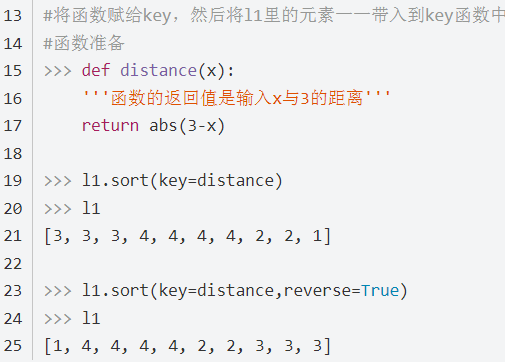 13 #将函数赋给key，然后将l1里的元素一一带入到key函数中
14 #函数准备
15 >>> def distance(x):
16     '''函数的返回值是输入x与3的距离'''
17     return abs(3-x)
18
19 >>> l1.sort(key=distance)
20 >>> l1
21 [3, 3, 3, 4, 4, 4, 4, 2, 2, 1]
22
23 >>> l1.sort(key=distance,reverse=True)
24 >>> l1
25 [1, 4, 4, 4, 4, 2, 2, 3, 3, 3]